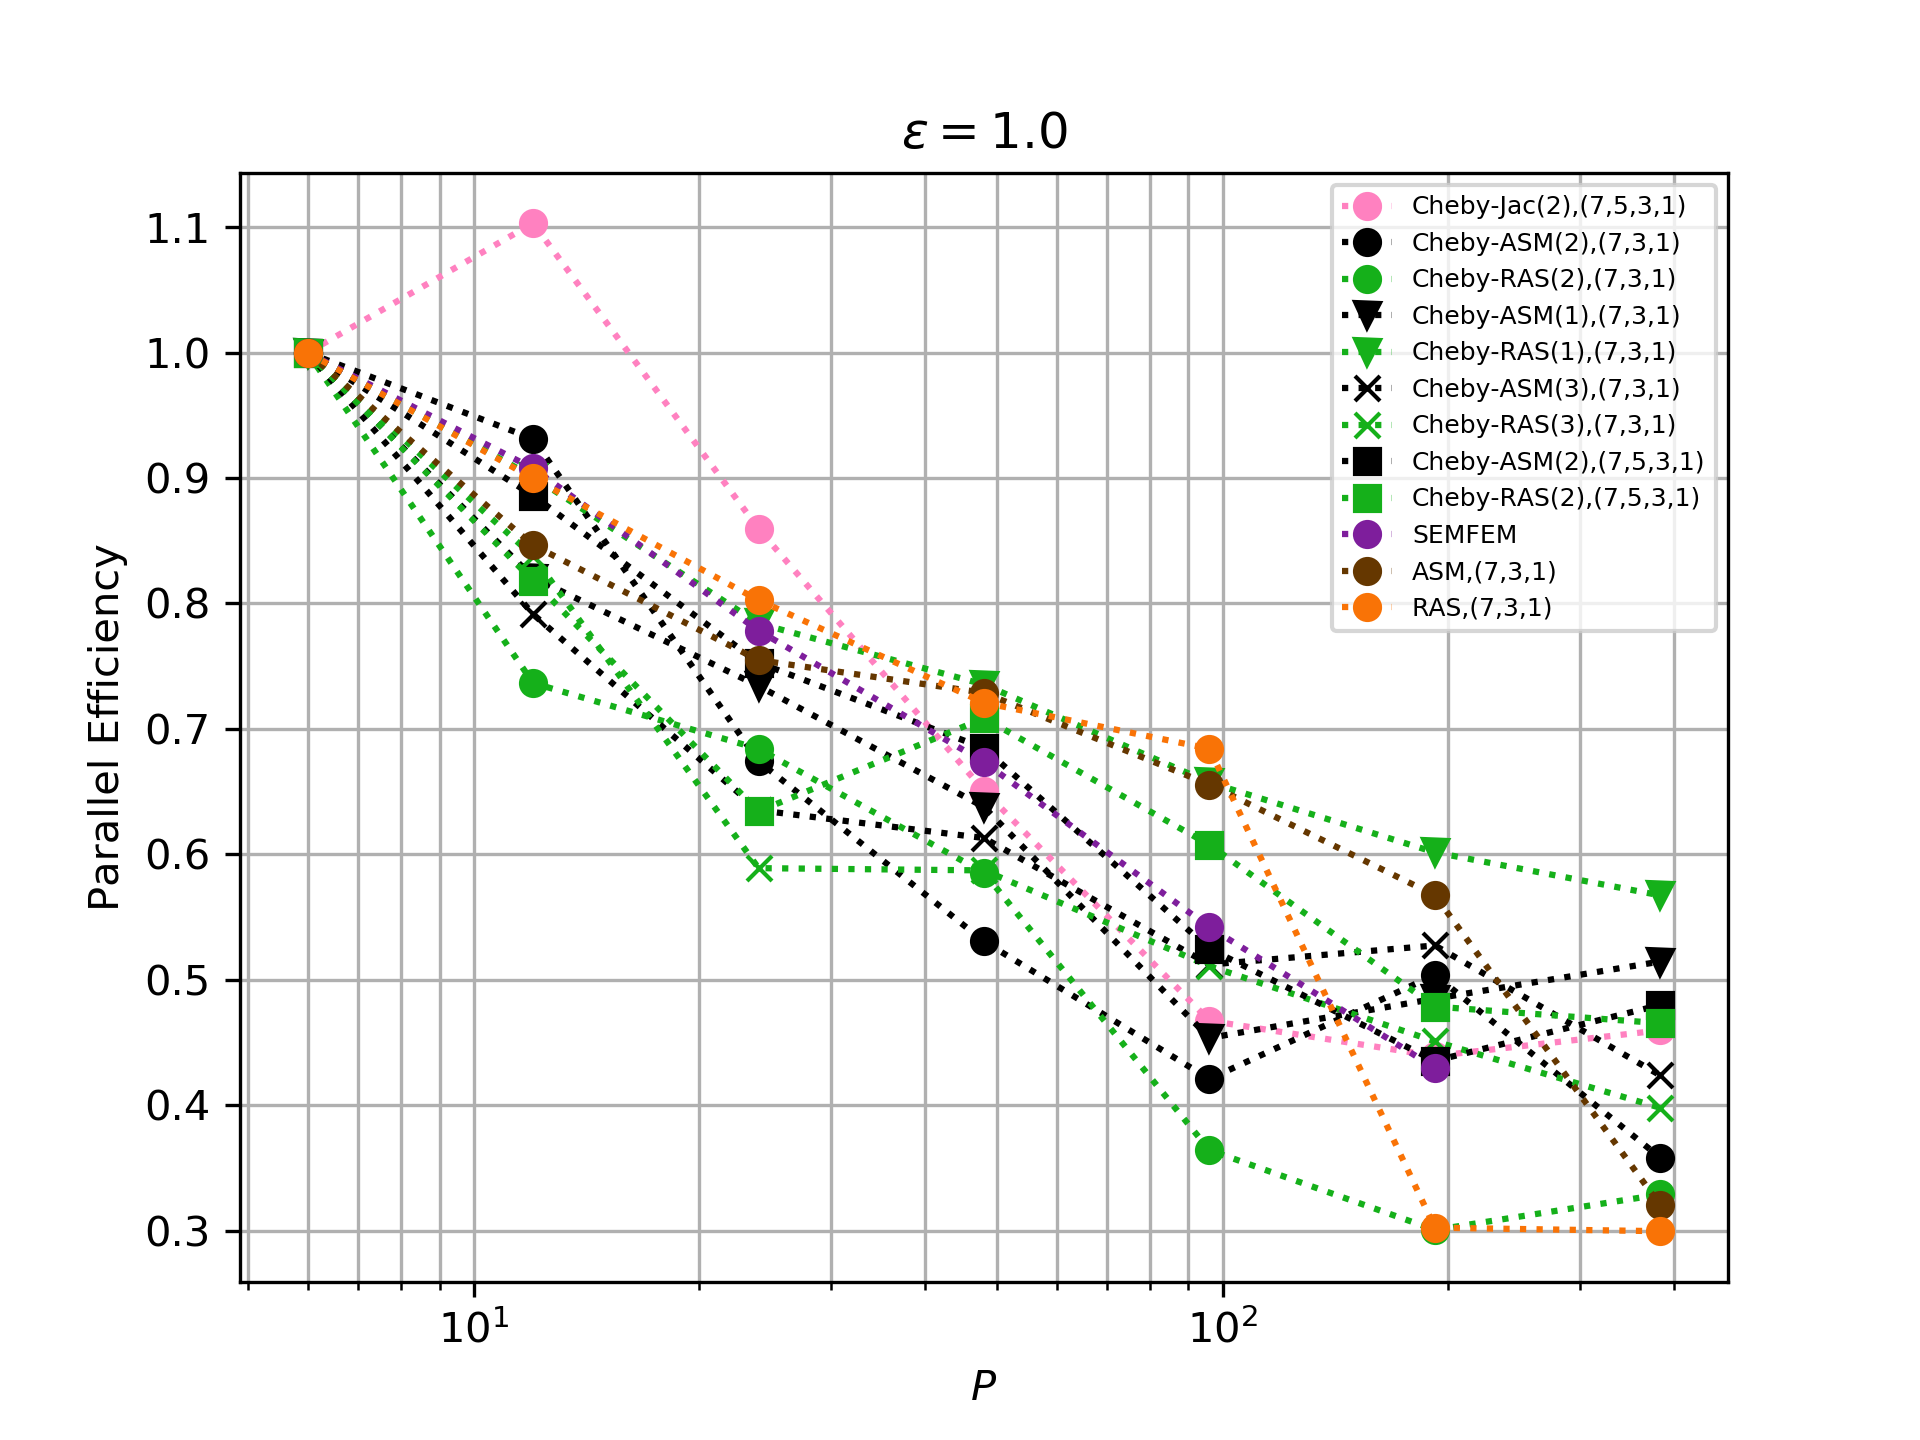 ε = 1.0
Parallel Efficiency
1.1
1.0
0.9
0.8
0.7
0.6
0.5
0.4
0.3
Cheby-Jac(2),(7,5,3,1)
Cheby-ASM(2),(7,3,1)
Cheby-RAS(2),(7,3,1)
Cheby-ASM(1),(7,3,1)
Cheby-RAS(1),(7,3,1)
Cheby-ASM(3),(7,3,1)
Cheby-RAS(3),(7,3,1)
Cheby-ASM(2),(7,5,3,1)
Cheby-RAS(2),(7,5,3,1)
SEMFEM
ASM,(7,3,1)
RAS,(7,3,1)
10¹ 10²
P